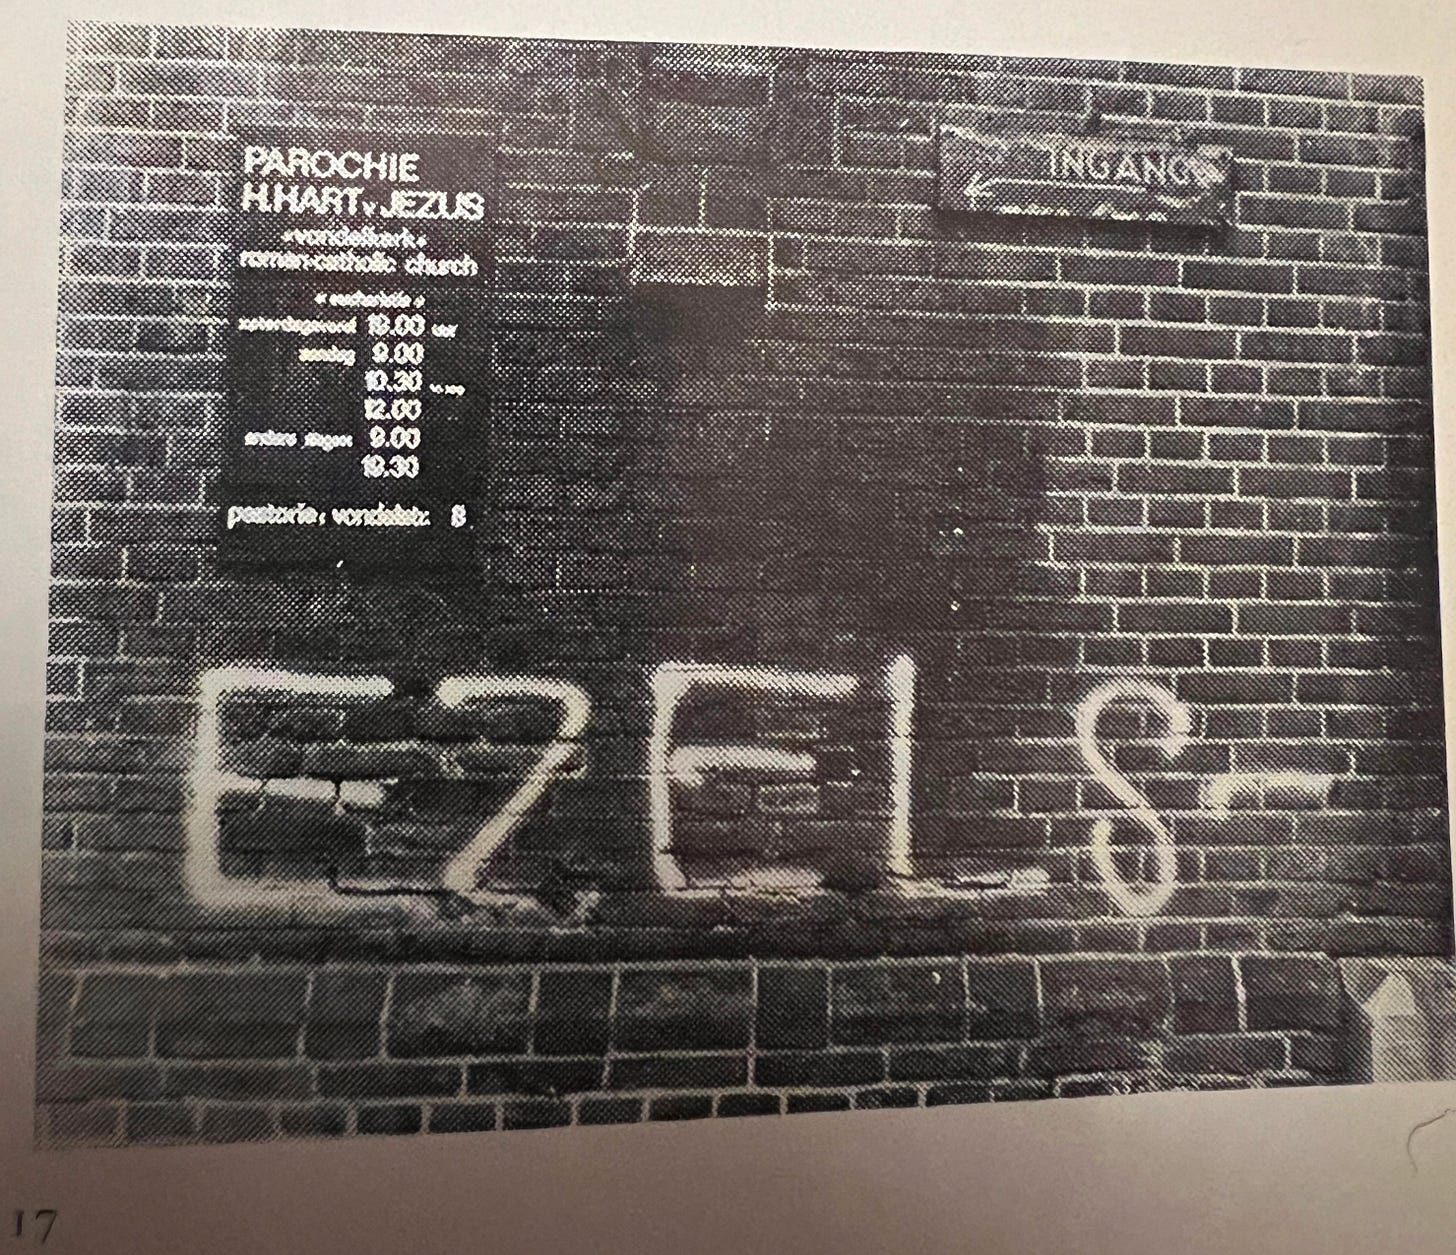 PAROCHIE
H.HART v JEZUS
«vondelkerk»
roman-catholic church
« eucharistie »
zaterdagavond 19.00 uur
zondag 9.00
10.30
12.00
andere dagen 9.00
19.30
pastorie: vondelstr. 8
INGANG
EZELS
17